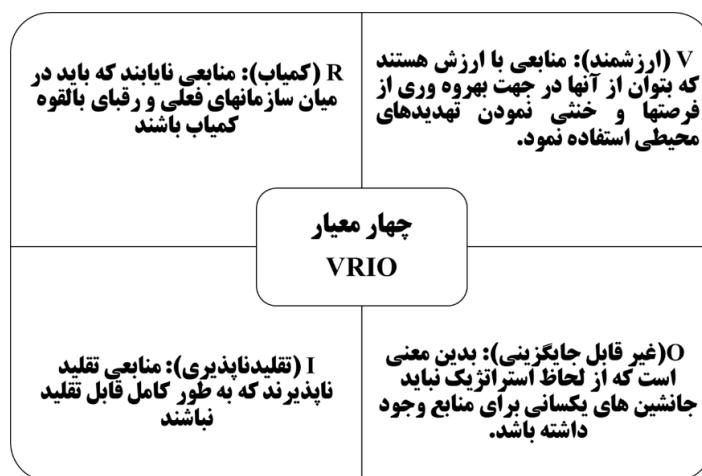 V (ارزشمند): منابعی با ارزش هستند
که بتوان از آنها در جهت بهروه وری از
فرصتها و خنثی نمودن تهدیدهای
محیطی استفاده نمود.
R (کمیاب): منابعی نایابند که باید در
میان سازمانهای فعلی و رقبای بالقوه
کمیاب باشند
چهار معیار
VRIO
O(غیر قابل جایگزینی): بدین معنی
است که از لحاظ استراتژیک نباید
جانشین های یکسانی برای منابع وجود
داشته باشد.
I (تقلیدناپذیری): منابعی تقلید
ناپذیرند که به طور کامل قابل تقلید
نباشند